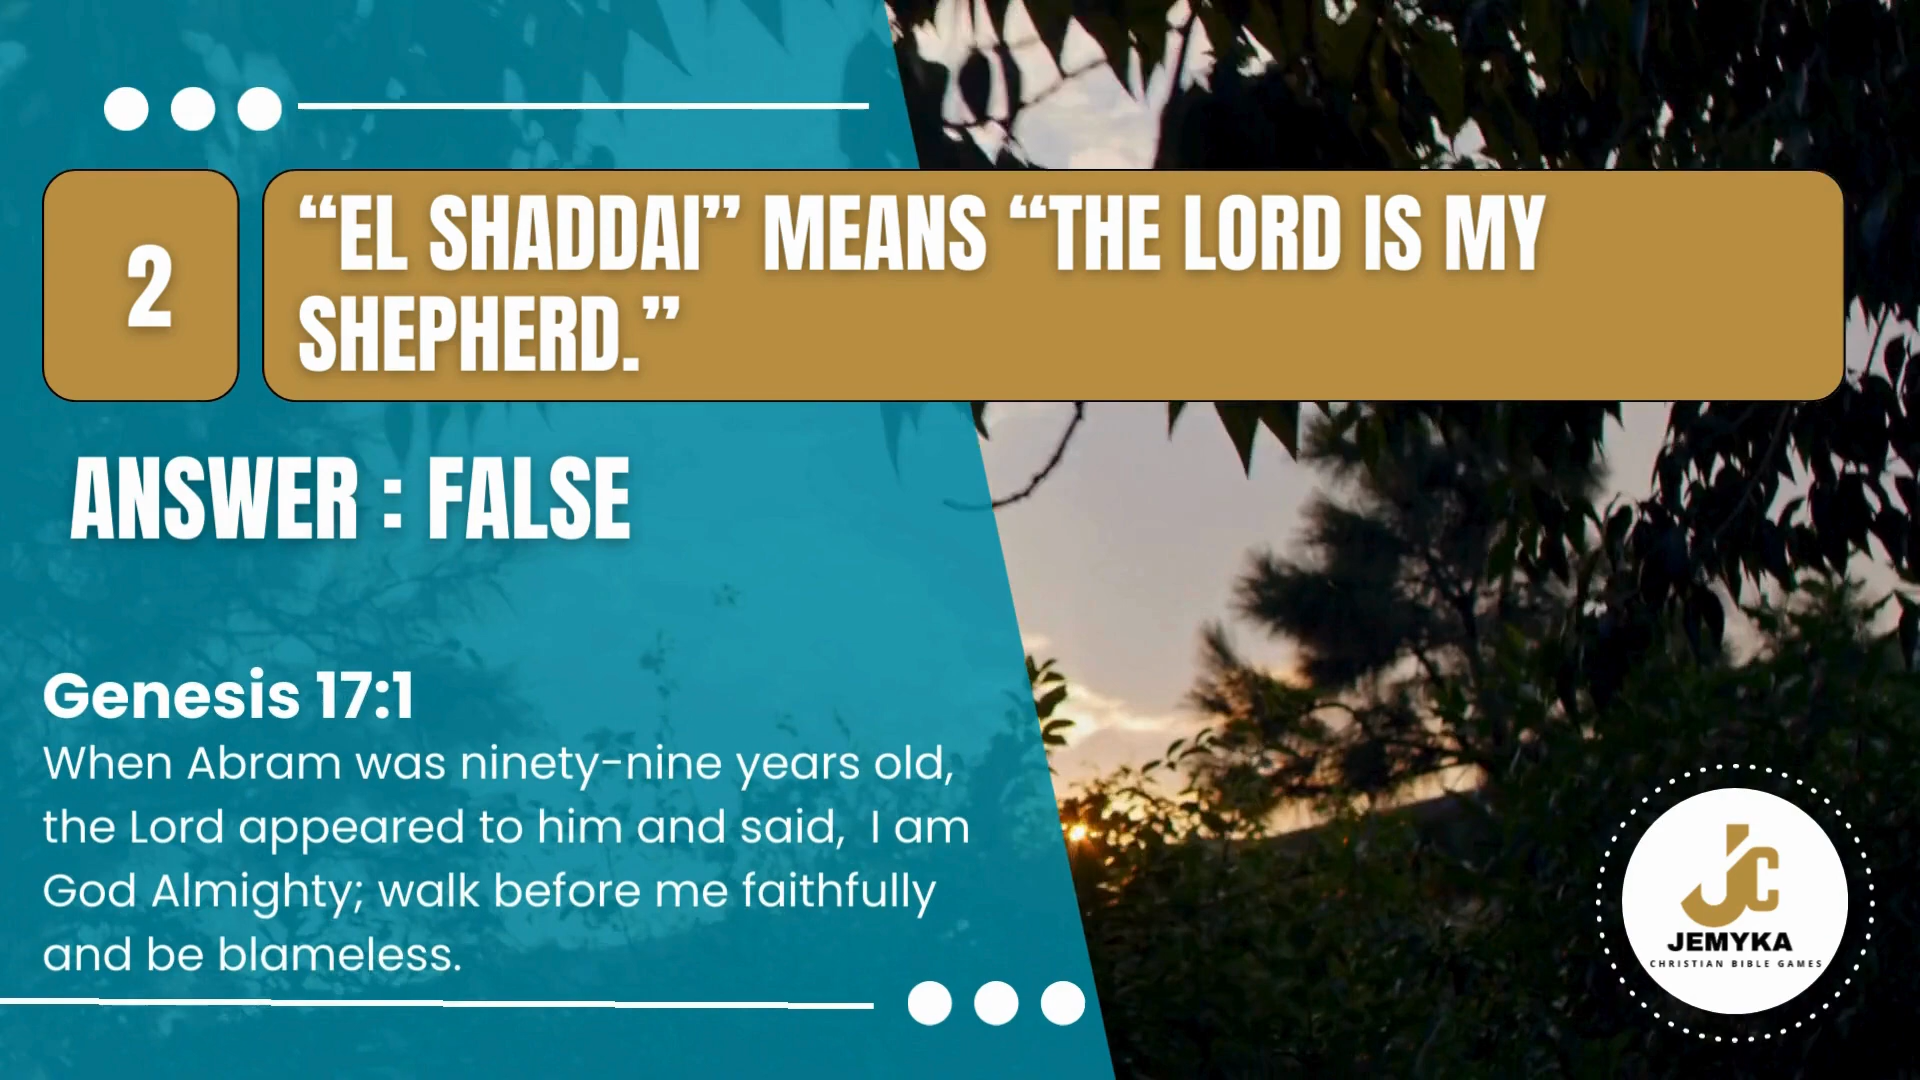 2
“EL SHADDAI” MEANS “THE LORD IS MY
SHEPHERD.”
ANSWER : FALSE
Genesis 17:1
When Abram was ninety-nine years old,
the Lord appeared to him and said,  I am
God Almighty; walk before me faithfully
and be blameless.
JC
JEMYKA
CHRISTIAN BIBLE GAMES